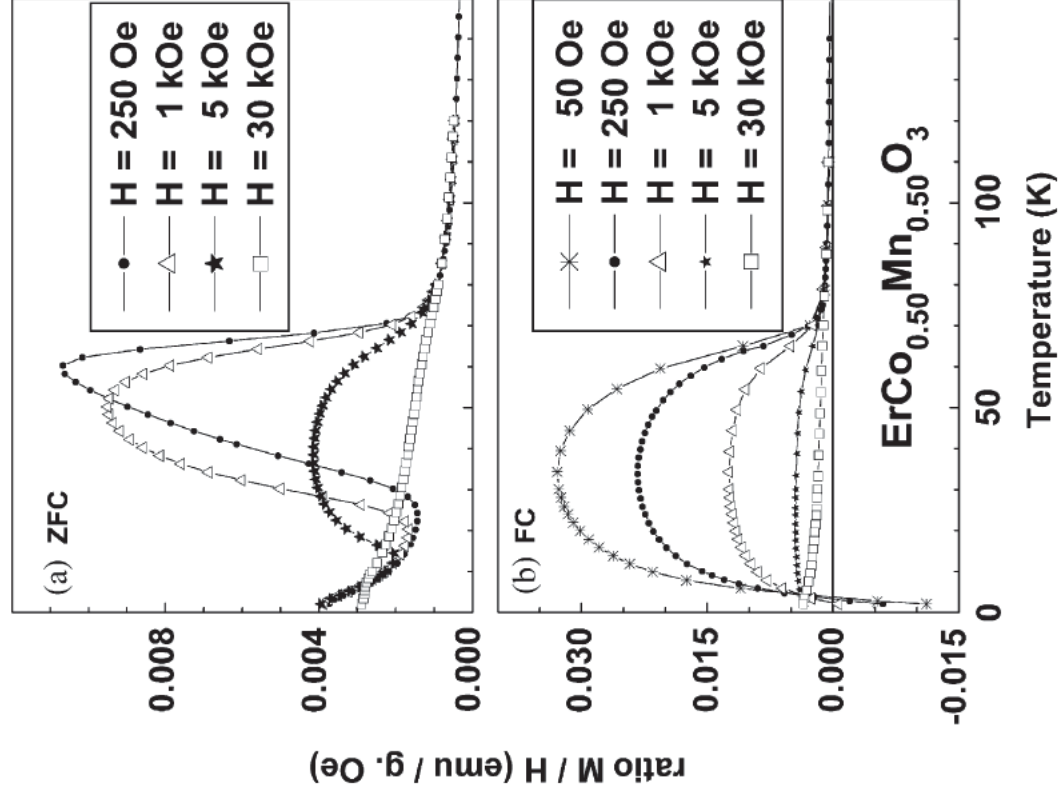 (a) ZFC
H = 250 Oe
H = 1 kOe
H = 5 kOe
H = 30 kOe
0.008
0.004
0.000
(b) FC
H = 50 Oe
H = 250 Oe
H = 1 kOe
H = 5 kOe
H = 30 kOe
0.030
0.015
0.000
-0.015
ErCo0.50Mn0.50O3
0
50
100
Temperature (K)
ratio M / H (emu / g. Oe)